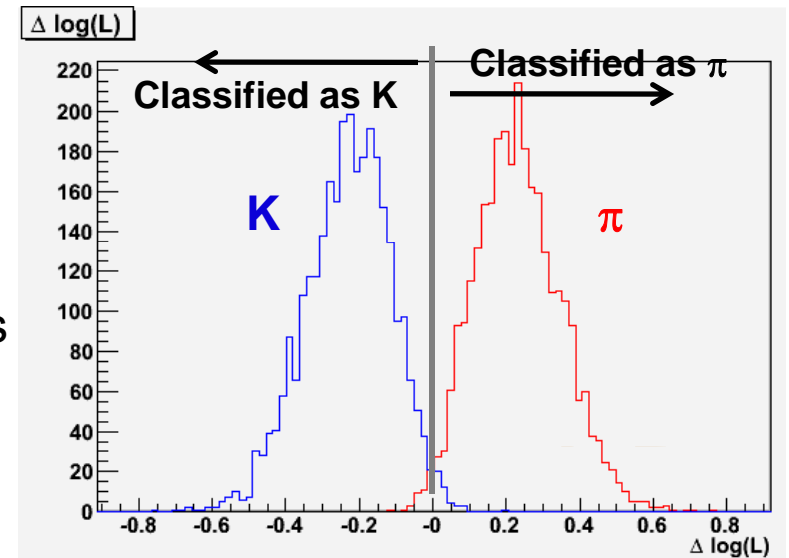 Δ log(L)
Classified as K
Classified as π
K
π
s
220
200
180
160
140
120
100
80
60
40
20
0
-0.8 -0.6 -0.4 -0.2 -0 0.2 0.4 0.6 0.8
Δ log(L)